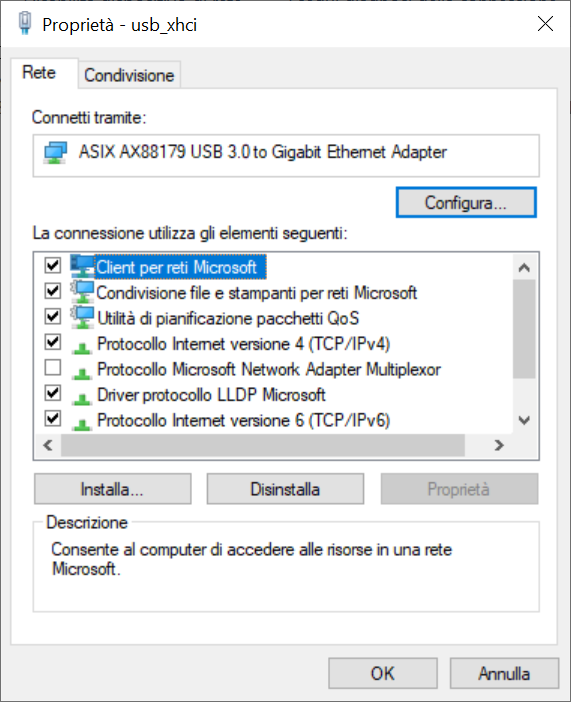 Proprietà - usb_xhci
Rete
Condivisione
Connetti tramite:
ASIX AX88179 USB 3.0 to Gigabit Ethernet Adapter
Configura...
La connessione utilizza gli elementi seguenti:
Client per reti Microsoft
Condivisione file e stampanti per reti Microsoft
Utilità di pianificazione pacchetti QoS
Protocollo Internet versione 4 (TCP/IPv4)
Protocollo Microsoft Network Adapter Multiplexor
Driver protocollo LLDP Microsoft
Protocollo Internet versione 6 (TCP/IPv6)
Installa...
Disinstalla
Proprietà
Descrizione
Consente al computer di accedere alle risorse in una rete
Microsoft.
OK
Annulla